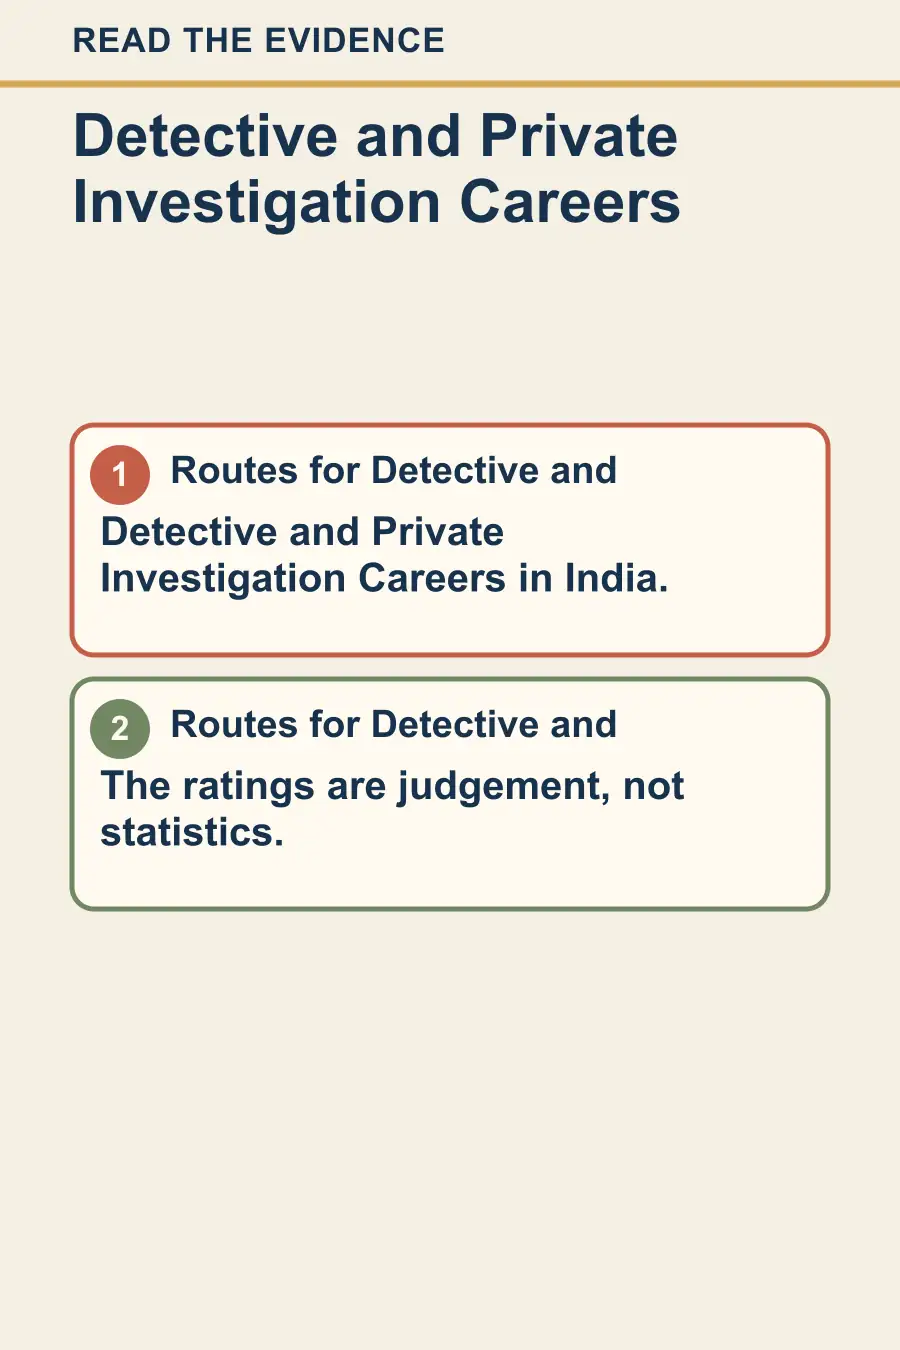 READ THE EVIDENCE
Detective and Private
Investigation Careers
1 Routes for Detective and
Detective and Private
Investigation Careers in India.
2 Routes for Detective and
The ratings are judgement, not
statistics.